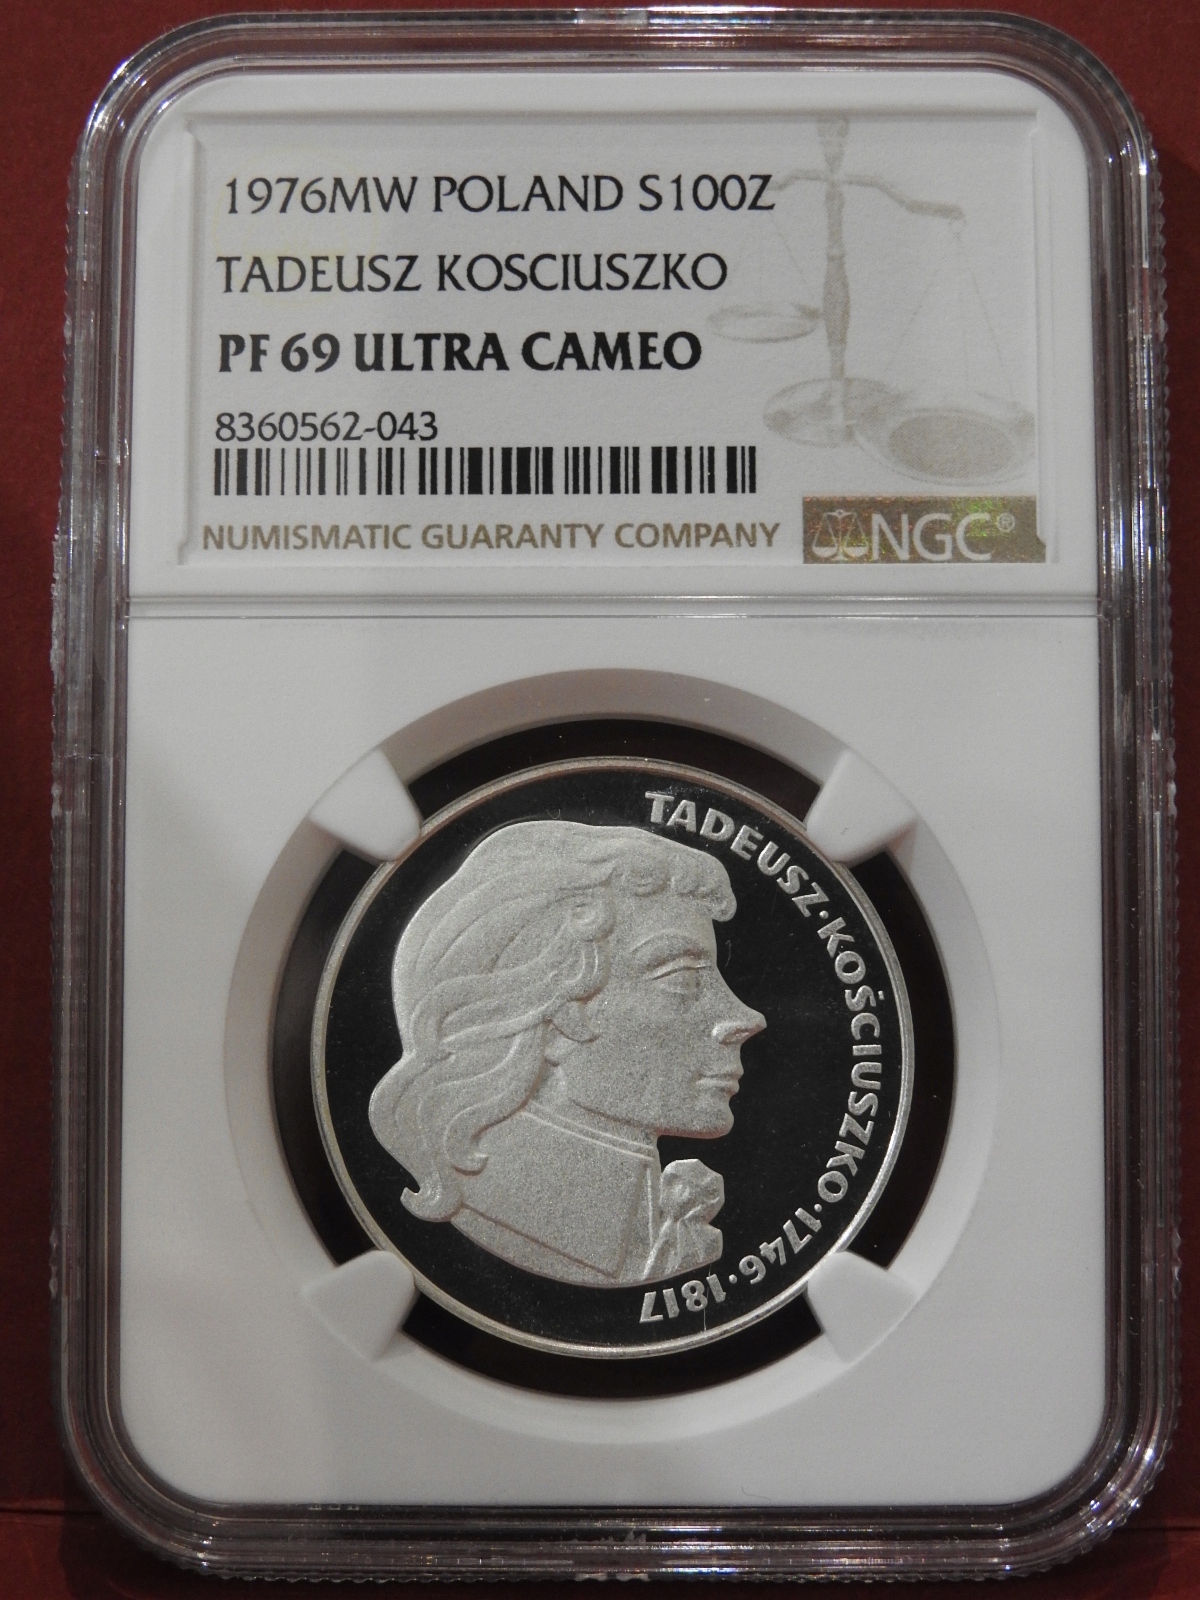 1976MW POLAND S100Z
TADEUSZ KOSCIUSZKO
PF 69 ULTRA CAMEO
8360562-043
NUMISMATIC GUARANTY COMPANY
NGC®
TADEUSZ·KOŚCIUSZKO·1746·1817